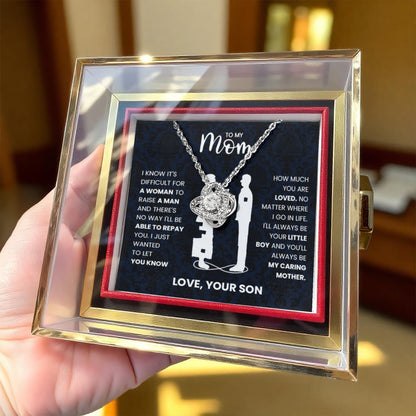 TO MY
Mom
I KNOW IT'S
DIFFICULT FOR
A WOMAN TO
RAISE A MAN
AND THERE'S
NO WAY I'LL BE
ABLE TO REPAY
YOU. I JUST
WANTED
TO LET
YOU KNOW
HOW MUCH
YOU ARE
LOVED. NO
MATTER WHERE
I GO IN LIFE.
I'LL ALWAYS BE
YOUR LITTLE
BOY AND YOU'LL
ALWAYS BE
MY CARING
MOTHER.
LOVE, YOUR SON